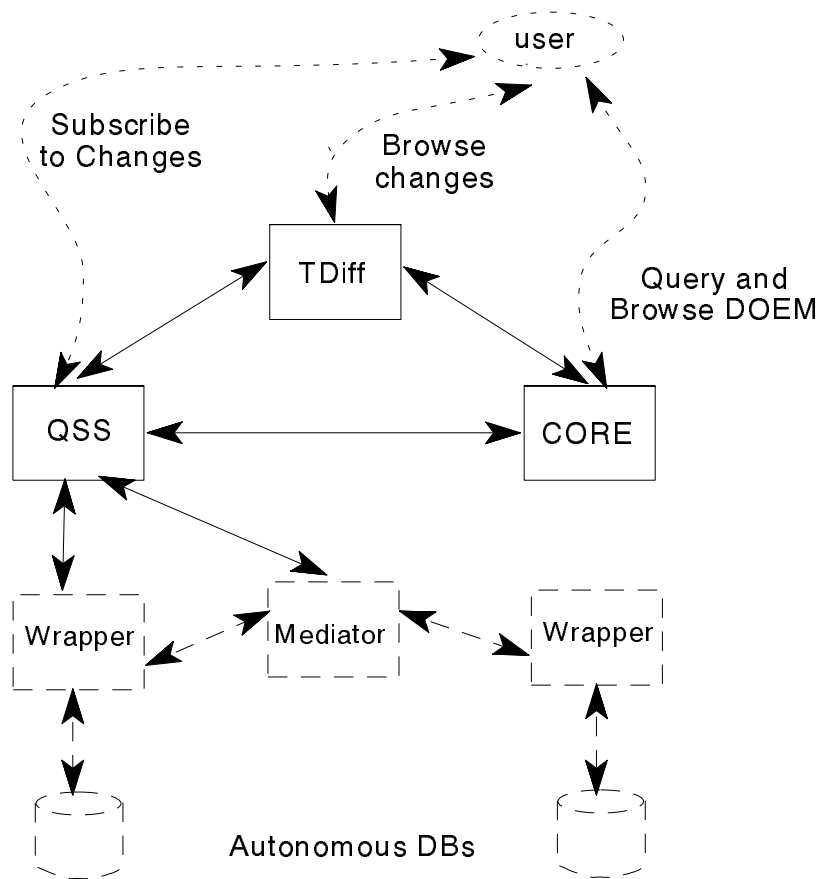 user
Subscribe
to Changes
Browse
changes
TDiff
Query and
Browse DOEM
QSS
CORE
Wrapper
Mediator
Wrapper
Autonomous DBs